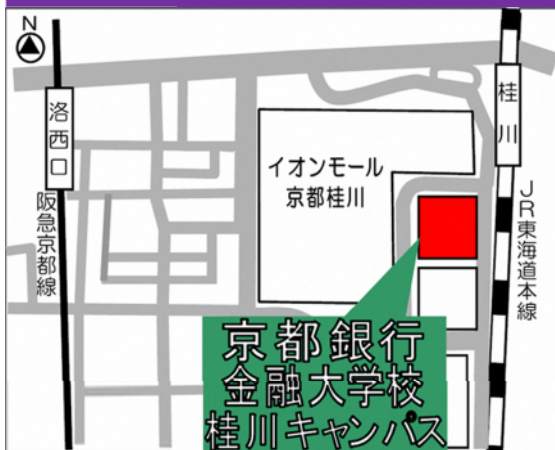 N
洛西口
阪急京都線
イオンモール
京都桂川
桂川
JR東海道本線
京都銀行
金融大学校
桂川キャンパス